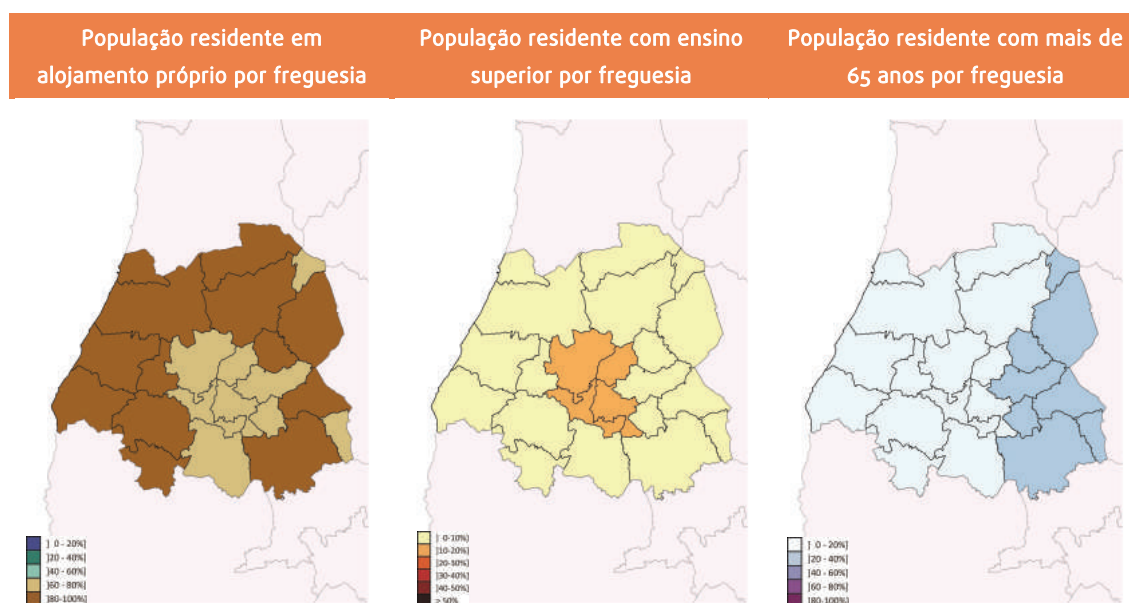 População residente em
alojamento próprio por freguesia
População residente com ensino
superior por freguesia
População residente com mais de
65 anos por freguesia
] 0 - 20%]
]20 - 40%]
]40 - 60%]
]60 - 80%]
]80-100%]
] 0-10%]
]10-20%]
]20-10%]
]30-40%]
]40-50%]
> 50%
] 0 - 20%]
]20 - 40%]
]40 - 60%]
]60 - 80%]
]80-100%]